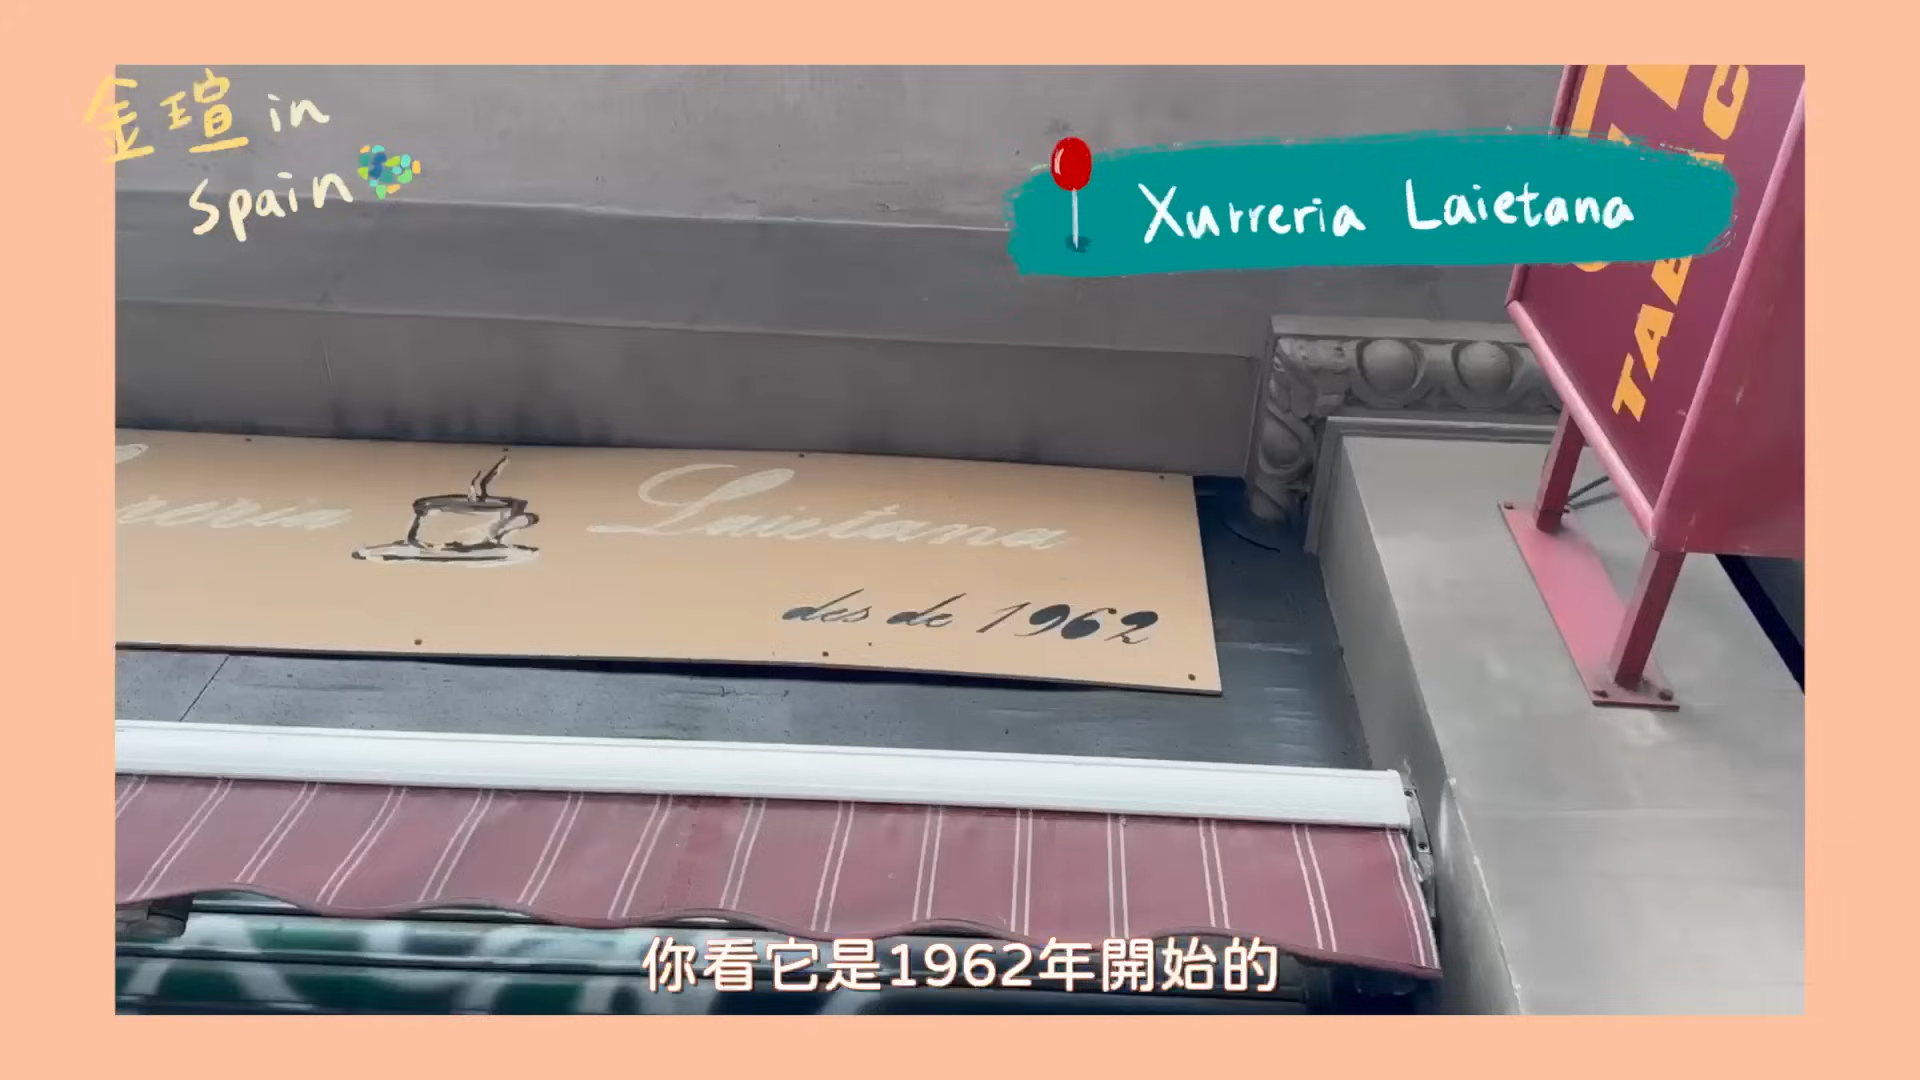 金瑄 in
Spain
Xurreria Laietana
Laietana
des de 1962
你看它是1962年開始的